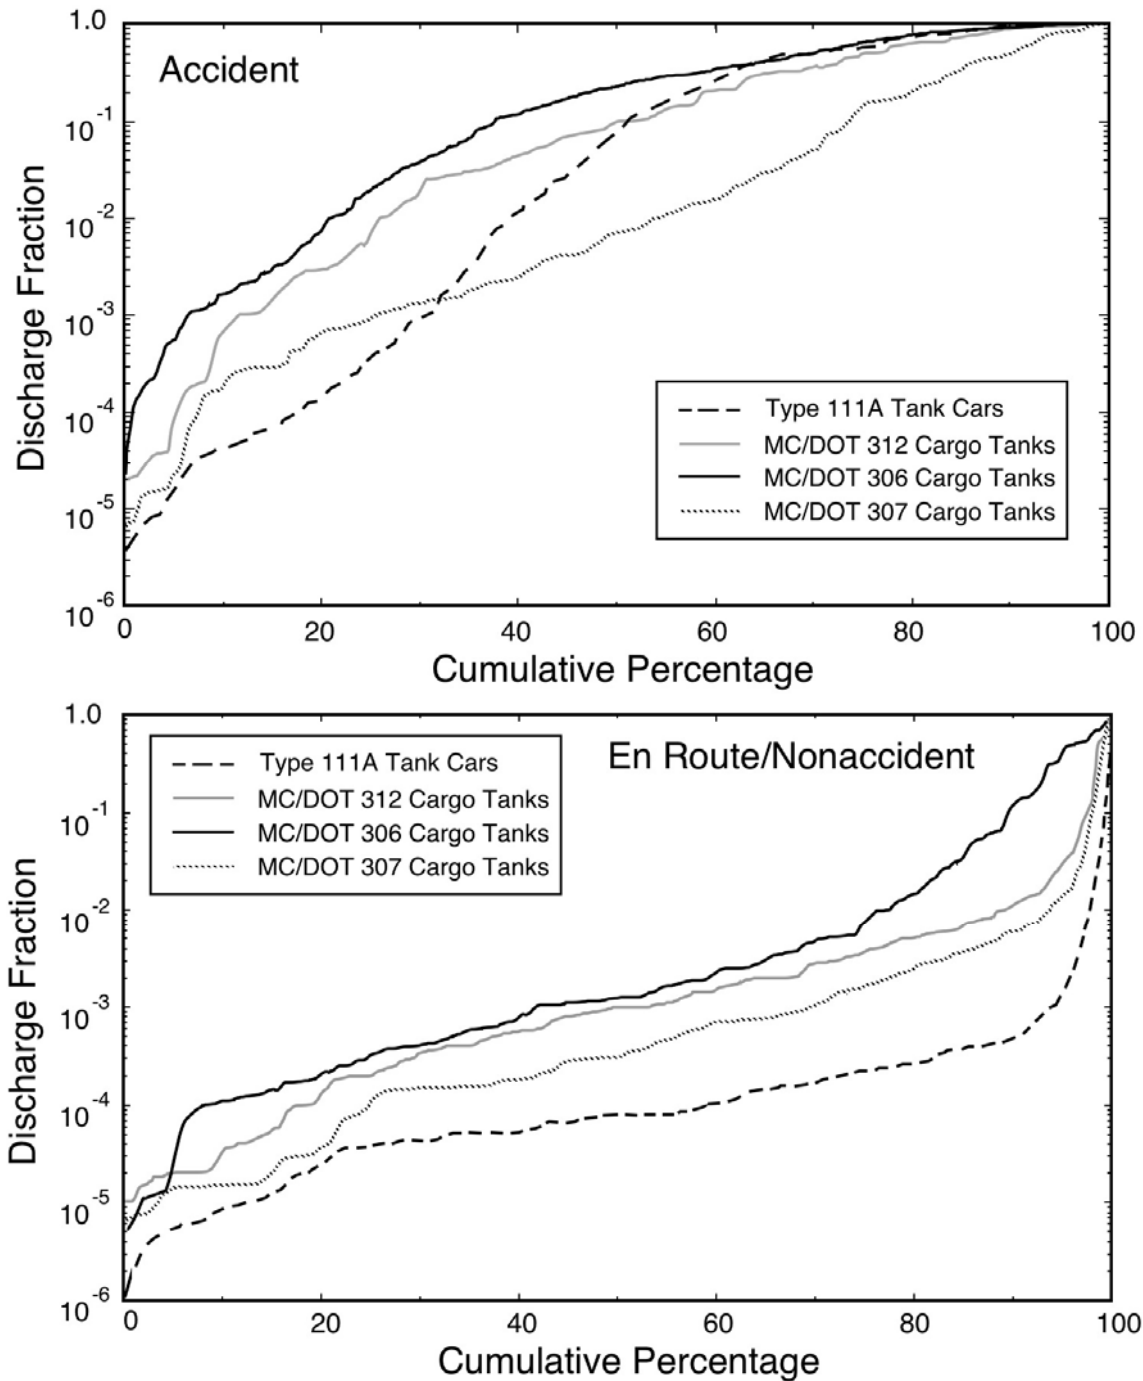 Accident
Discharge Fraction
1.0
10-1
10-2
10-3
10-4
10-5
10-6
Type 111A Tank Cars
MC/DOT 312 Cargo Tanks
MC/DOT 306 Cargo Tanks
MC/DOT 307 Cargo Tanks
0 20 40 60 80 100
Cumulative Percentage
En Route/Nonaccident
Type 111A Tank Cars
MC/DOT 312 Cargo Tanks
MC/DOT 306 Cargo Tanks
MC/DOT 307 Cargo Tanks
Discharge Fraction
1.0
10-1
10-2
10-3
10-4
10-5
10-6
0 20 40 60 80 100
Cumulative Percentage